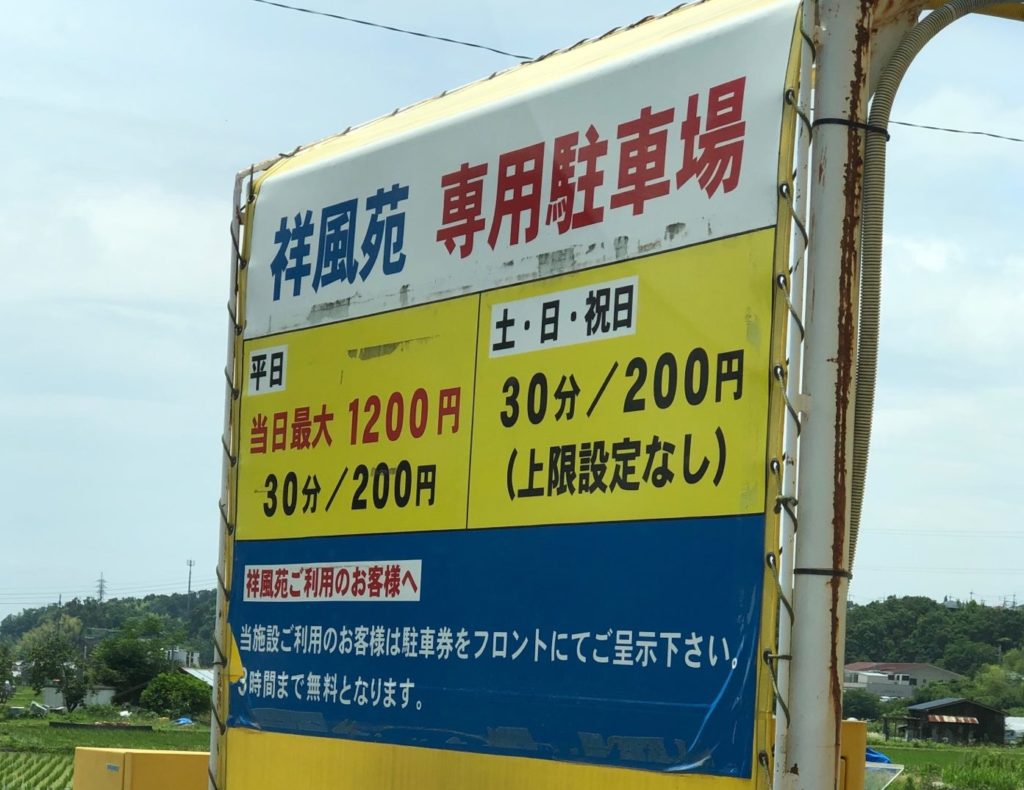 祥風苑 専用駐車場
平日
当日最大 1200円
30分/200円
土・日・祝日
30分/200円
(上限設定なし)
祥風苑ご利用のお客様へ
当施設ご利用のお客様は駐車券をフロントにてご呈示下さい。
3時間まで無料となります。